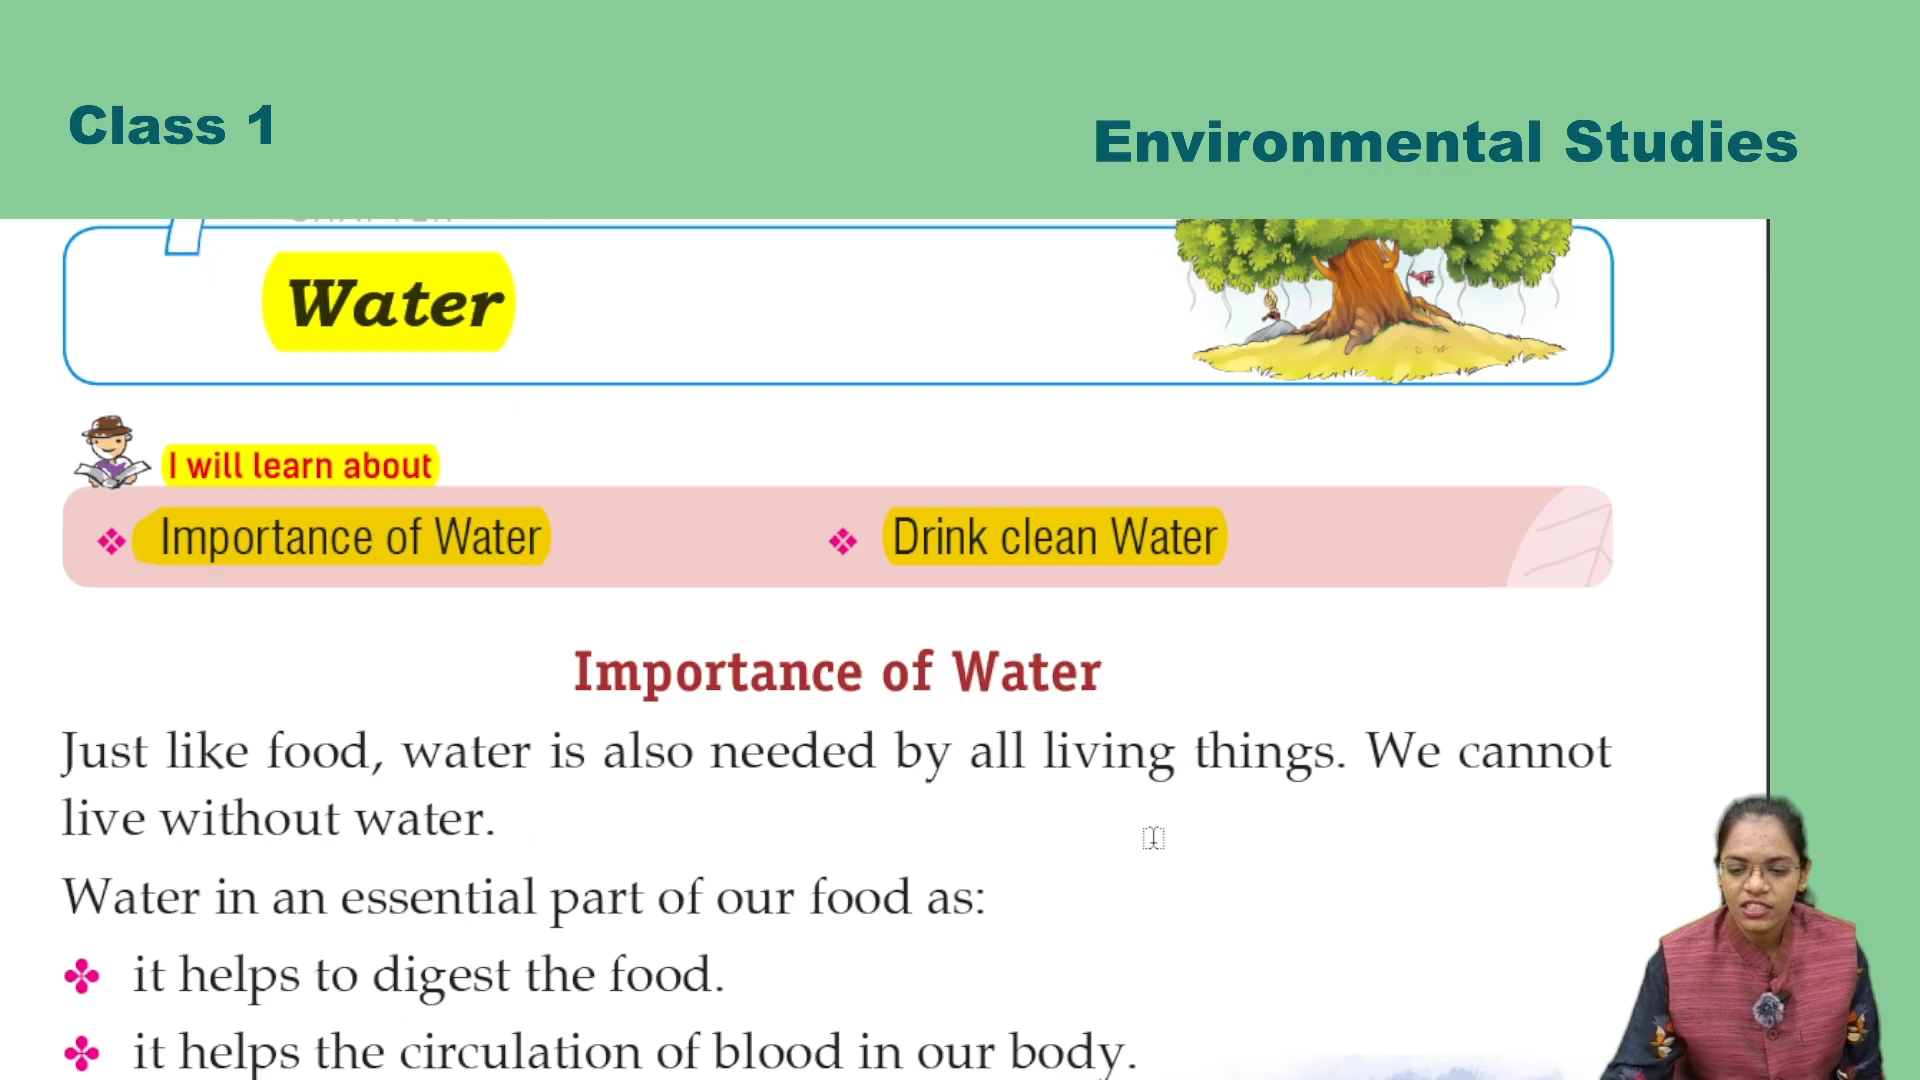 Class 1
Environmental Studies
Water
I will learn about
Importance of Water
Drink clean Water
Importance of Water
Just like food, water is also needed by all living things. We cannot
live without water.
Water in an essential part of our food as:
it helps to digest the food.
it helps the circulation of blood in our body.